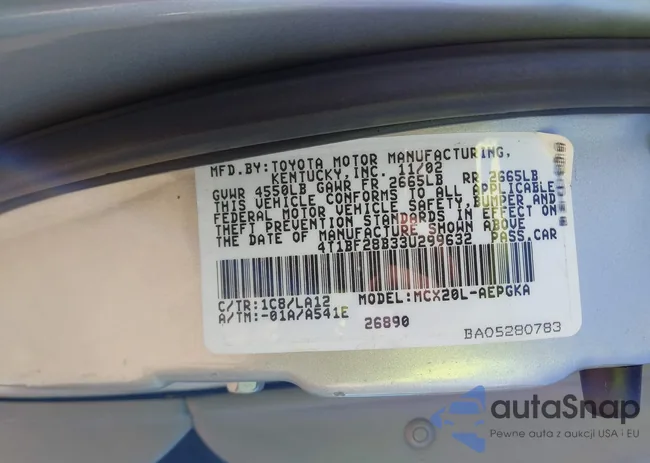 MFD.BY:TOYOTA MOTOR MANUFACTURING,
KENTUCKY,INC. 11/02
GVWR 4550LB GAWR FR 2665LB RR 2665LB
THIS VEHICLE CONFORMS TO ALL APPLICABLE
FEDERAL MOTOR VEHICLE SAFETY,BUMPER AND
THEFT PREVENTION STANDARDS IN EFFECT ON
THE DATE OF MANUFACTURE SHOWN ABOVE
4T1BF28B33U299632 PASS.CAR
C/TR:1C8/LA12 MODEL:MCX20L-AEPGKA
A/TM:-01A/A541E
26890
BA05280783
autaSnap
Pewne auta z aukcji USA i EU